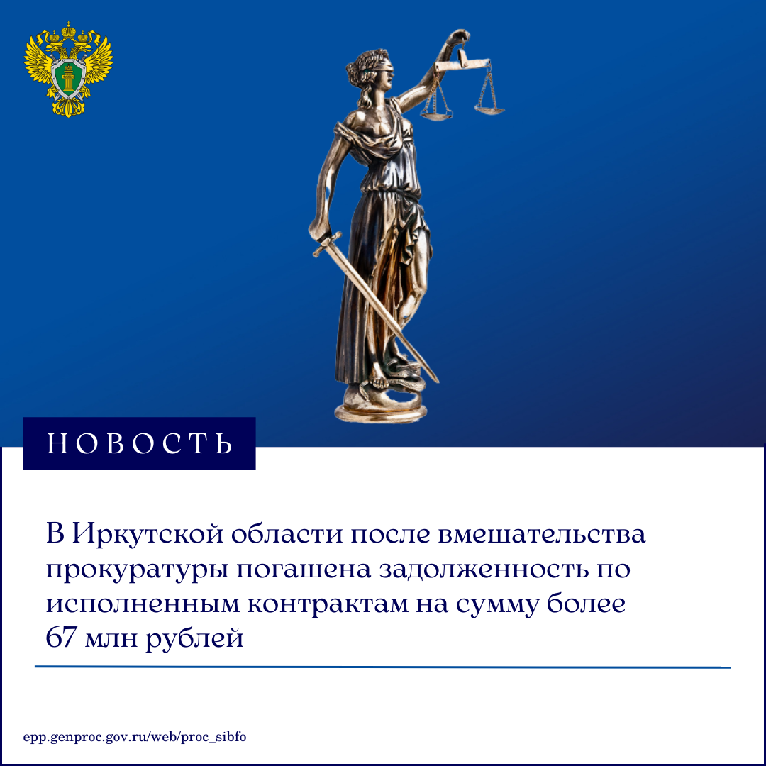 НОВОСТЬ
В Иркутской области после вмешательства
прокуратуры погашена задолженность по
исполненным контрактам на сумму более
67 млн рублей
epp.genproc.gov.ru/web/proc_sibfo